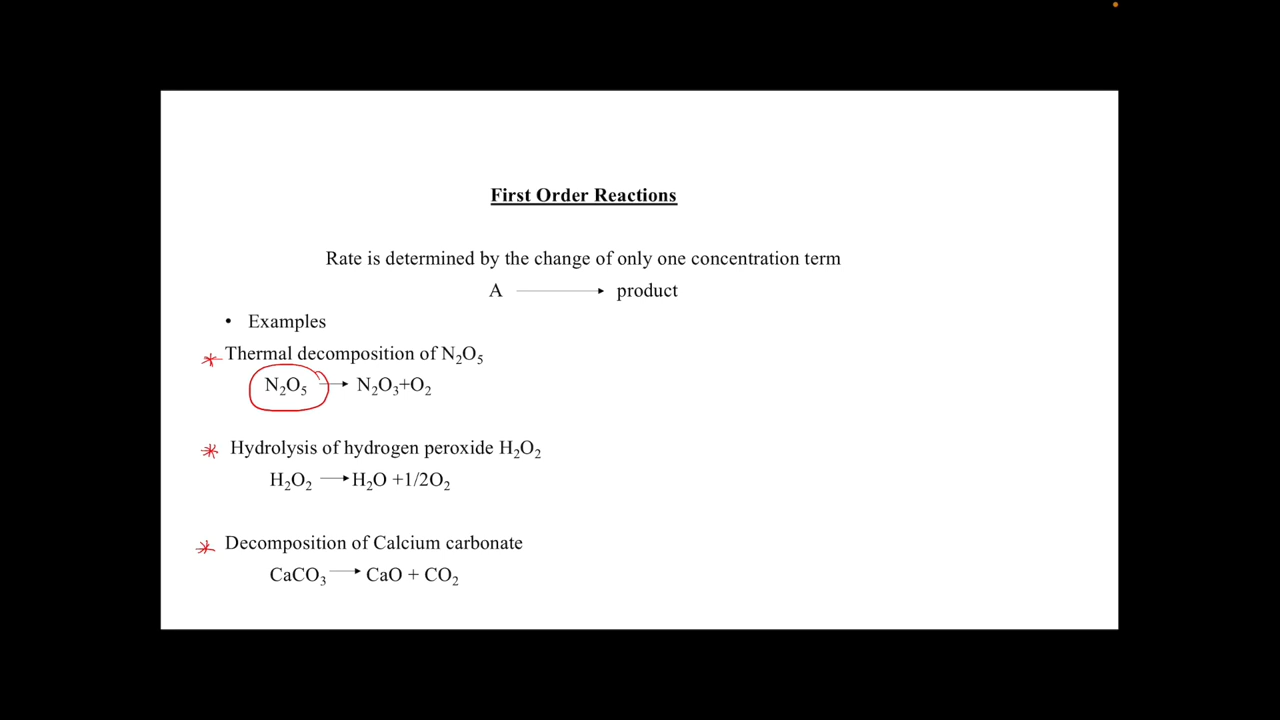 First Order Reactions
Rate is determined by the change of only one concentration term
A ⟶ product
• Examples
* Thermal decomposition of N₂O₅
N₂O₅ ⟶ N₂O₃+O₂
* Hydrolysis of hydrogen peroxide H₂O₂
H₂O₂ ⟶ H₂O +1/2O₂
* Decomposition of Calcium carbonate
CaCO₃ ⟶ CaO + CO₂